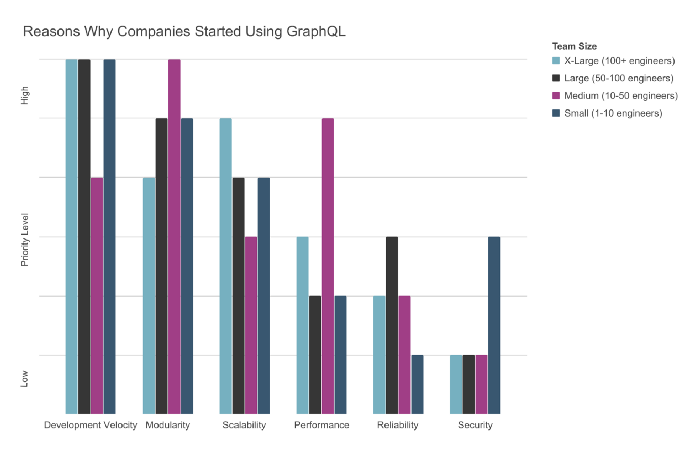 Reasons Why Companies Started Using GraphQL
Team Size
X-Large (100+ engineers)
Large (50-100 engineers)
Medium (10-50 engineers)
Small (1-10 engineers)
High
Priority Level
Low
Development Velocity
Modularity
Scalability
Performance
Reliability
Security